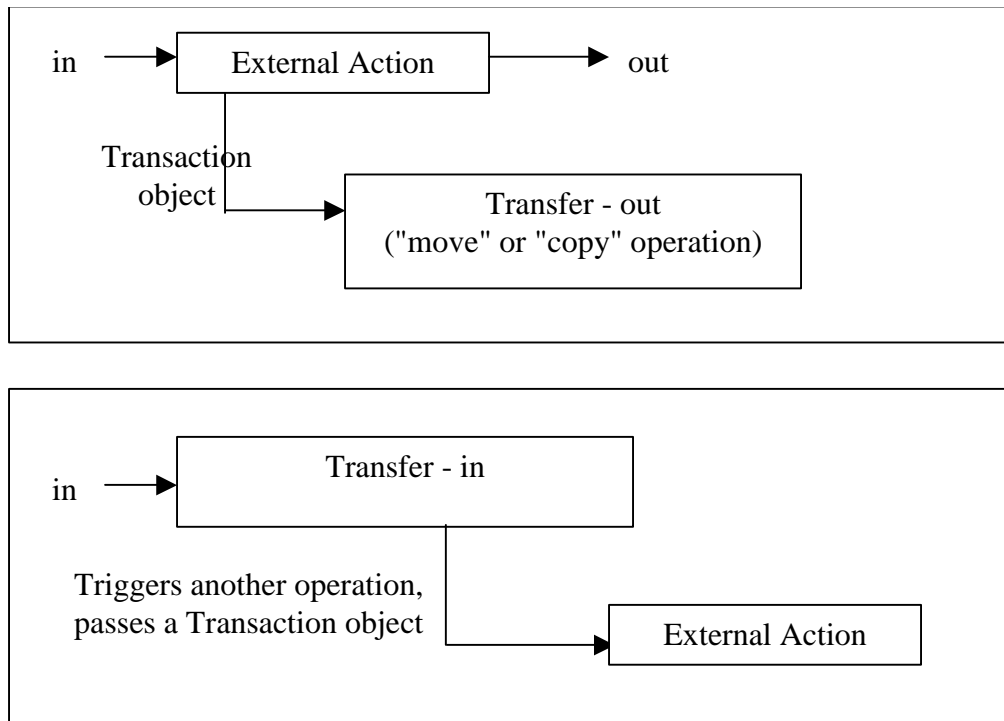 in
External Action
out
Transaction
object
Transfer - out
("move" or "copy" operation)
Transfer - in
in
Triggers another operation,
passes a Transaction object
External Action